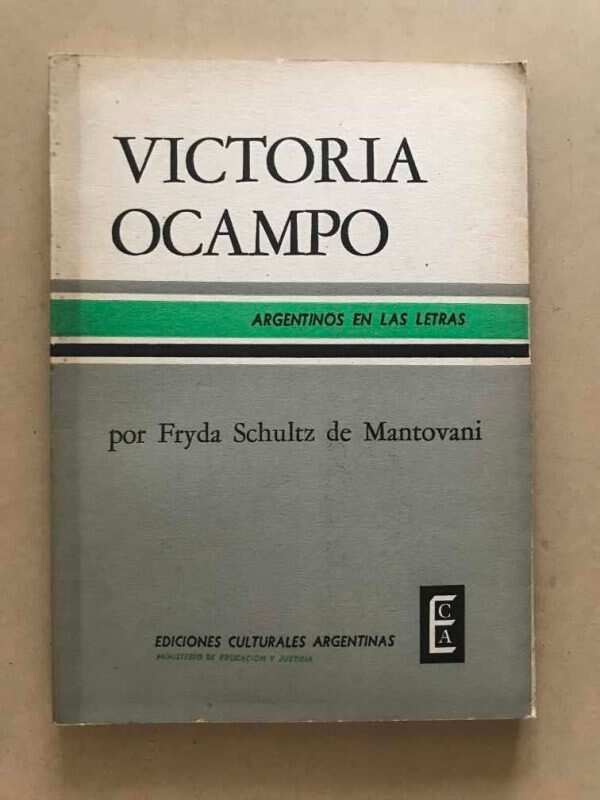 VICTORIA
OCAMPO
ARGENTINOS EN LAS LETRAS
por Fryda Schultz de Mantovani
EDICIONES CULTURALES ARGENTINAS
MINISTERIO DE EDUCACION Y JUSTICIA
E C A